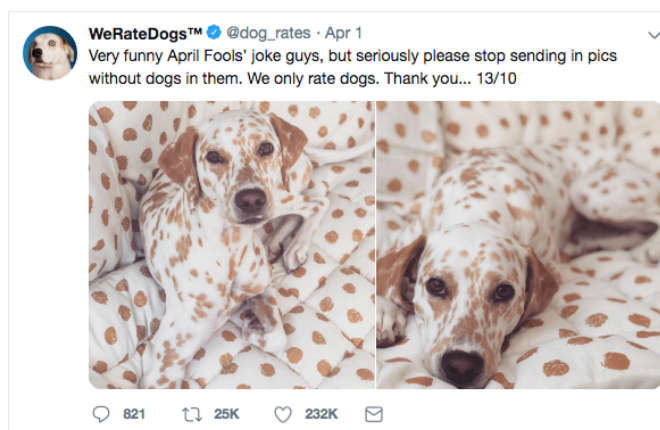 WeRateDogs™ @dog_rates · Apr 1
Very funny April Fools’ joke guys, but seriously please stop sending in pics
without dogs in them. We only rate dogs. Thank you... 13/10
821 25K 232K